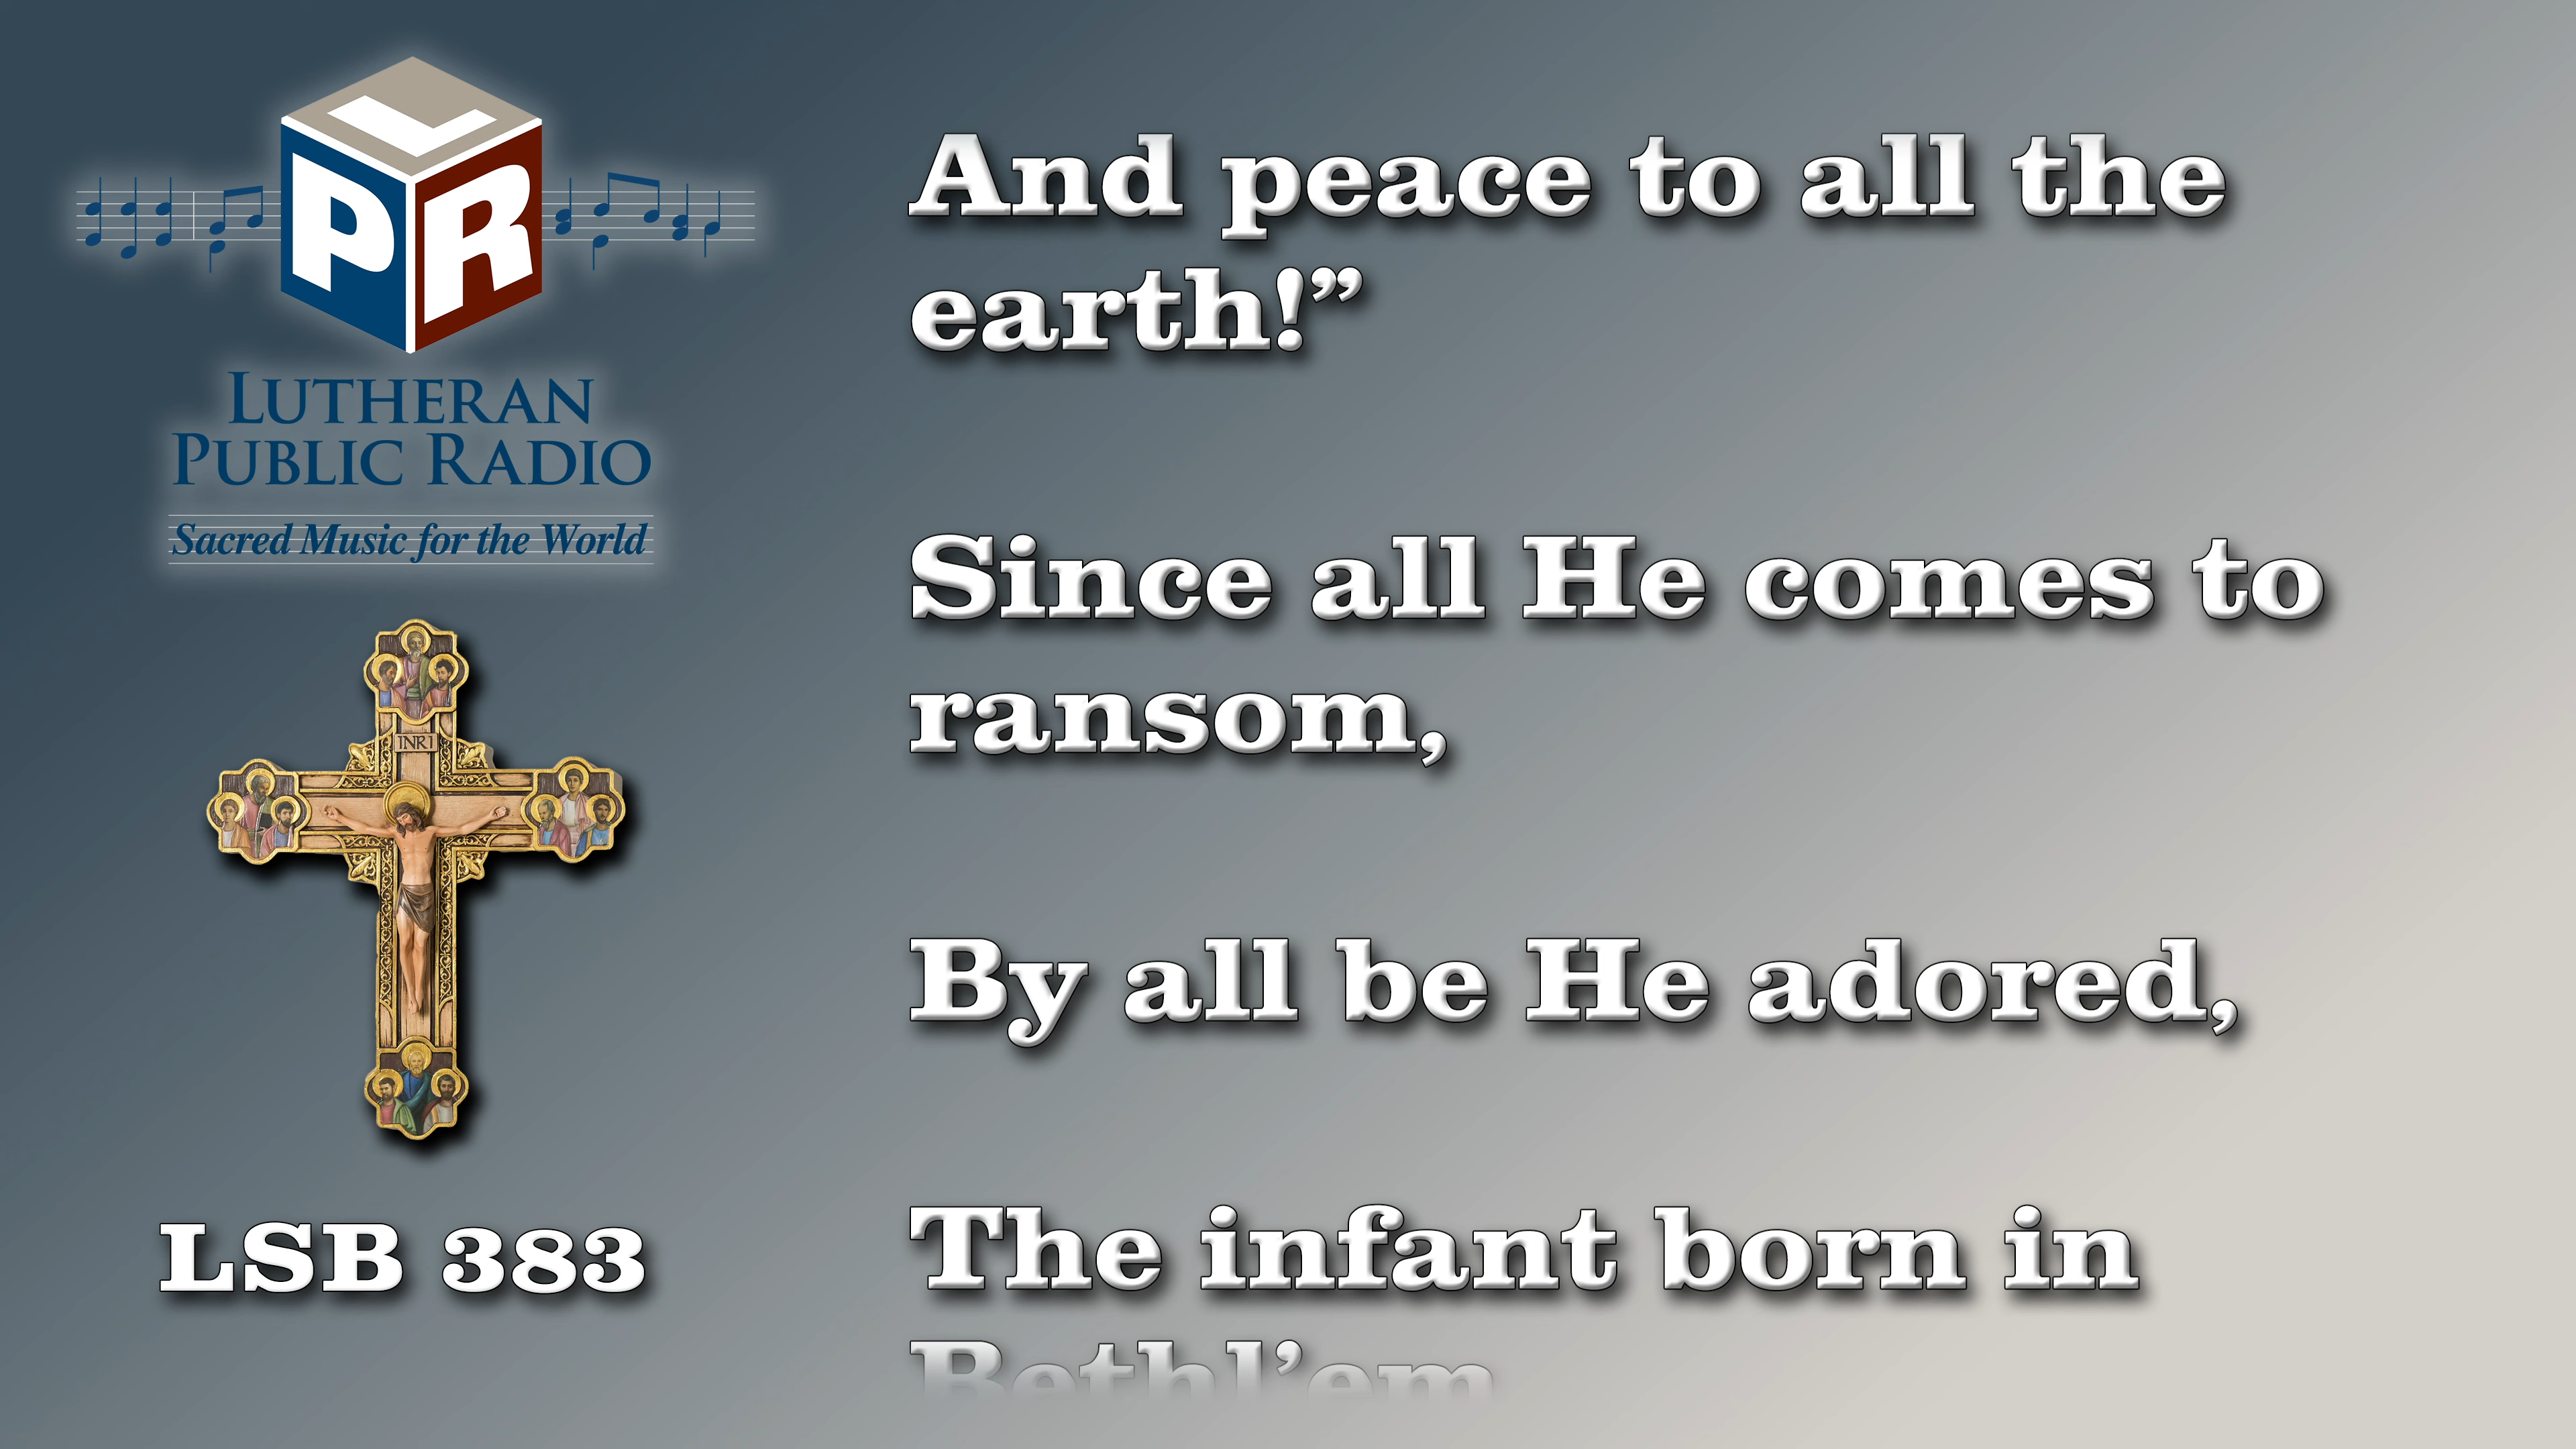 L
P R
LUTHERAN
PUBLIC RADIO
Sacred Music for the World
INRI
LSB 383
And peace to all the
earth!”
Since all He comes to
ransom,
By all be He adored,
The infant born in
Bethl’em